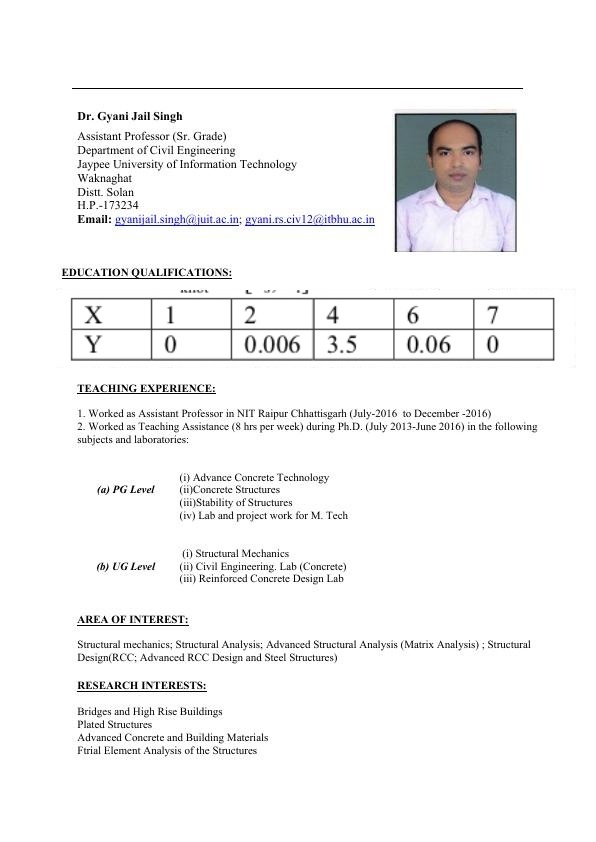 Dr. Gyani Jail Singh
Assistant Professor (Sr. Grade)
Department of Civil Engineering
Jaypee University of Information Technology
Waknaghat
Distt. Solan
H.P.-173234
Email: gyanijail.singh@juit.ac.in; gyani.rs.civ12@itbhu.ac.in
EDUCATION QUALIFICATIONS:
X 1 2 4 6 7
Y 0 0.006 3.5 0.06 0
TEACHING EXPERIENCE:
1. Worked as Assistant Professor in NIT Raipur Chhattisgarh (July-2016 to December -2016)
2. Worked as Teaching Assistance (8 hrs per week) during Ph.D. (July 2013-June 2016) in the following
subjects and laboratories:
(i) Advance Concrete Technology
(a) PG Level (ii)Concrete Structures
(iii)Stability of Structures
(iv) Lab and project work for M. Tech
(i) Structural Mechanics
(b) UG Level (ii) Civil Engineering. Lab (Concrete)
(iii) Reinforced Concrete Design Lab
AREA OF INTEREST:
Structural mechanics; Structural Analysis; Advanced Structural Analysis (Matrix Analysis) ; Structural
Design(RCC; Advanced RCC Design and Steel Structures)
RESEARCH INTERESTS:
Bridges and High Rise Buildings
Plated Structures
Advanced Concrete and Building Materials
Ftrial Element Analysis of the Structures